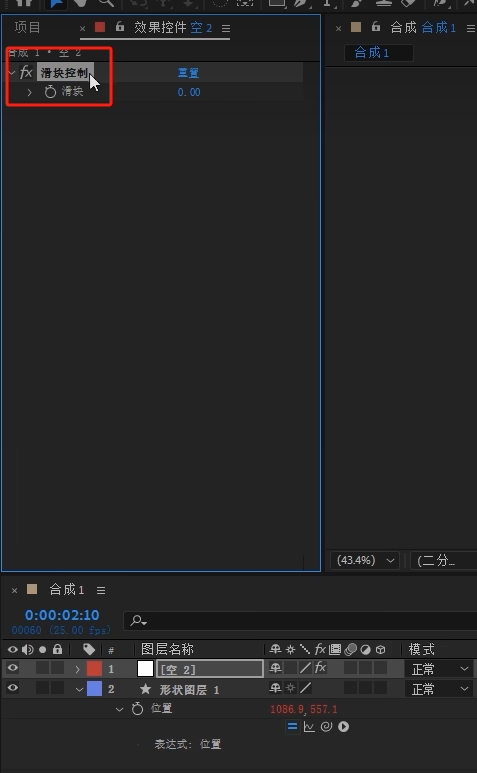 项目 × 效果控件 空 2 ≡
× 合成 合成 1 ≡
合成 1 • 空 2
合成1
fx 滑块控制 重置
滑块 0.00
(43.4%) (二分...
× 合成1 ≡
0:00:02:10
00060 (25.00 fps)
# 图层名称 fx 模式
1 [空 2] fx 正常
2 形状图层 1 正常
位置 1086.9,557.1
表达式: 位置